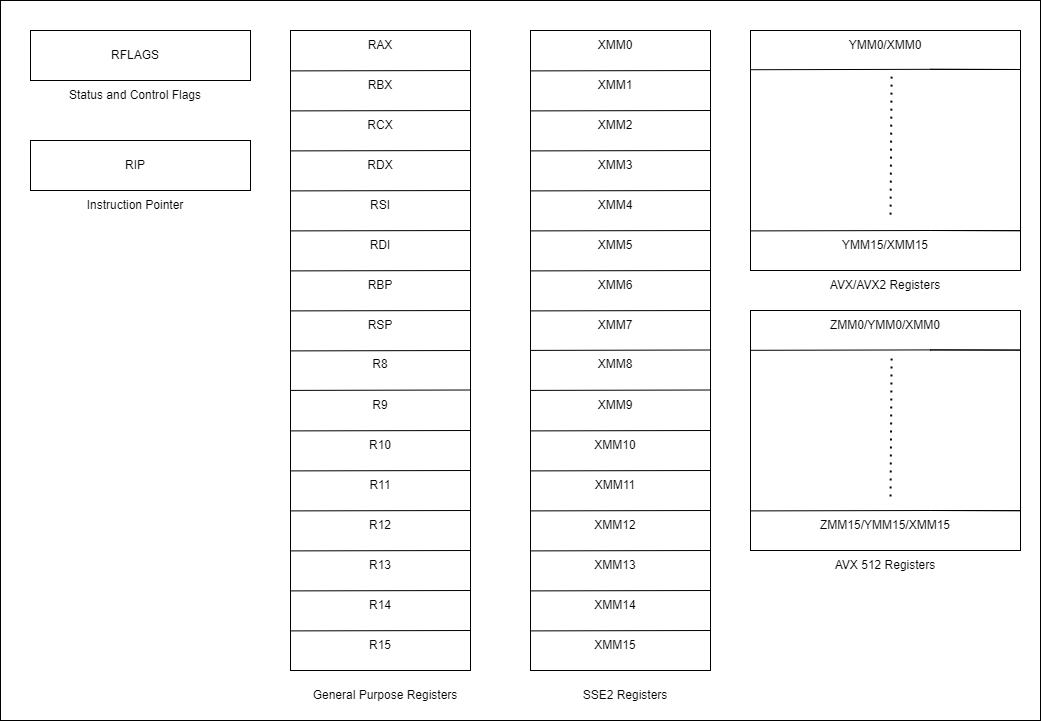 RFLAGS
Status and Control Flags
RIP
Instruction Pointer
RAX
RBX
RCX
RDX
RSI
RDI
RBP
RSP
R8
R9
R10
R11
R12
R13
R14
R15
General Purpose Registers
XMM0
XMM1
XMM2
XMM3
XMM4
XMM5
XMM6
XMM7
XMM8
XMM9
XMM10
XMM11
XMM12
XMM13
XMM14
XMM15
SSE2 Registers
YMM0/XMM0
YMM15/XMM15
AVX/AVX2 Registers
ZMM0/YMM0/XMM0
ZMM15/YMM15/XMM15
AVX 512 Registers